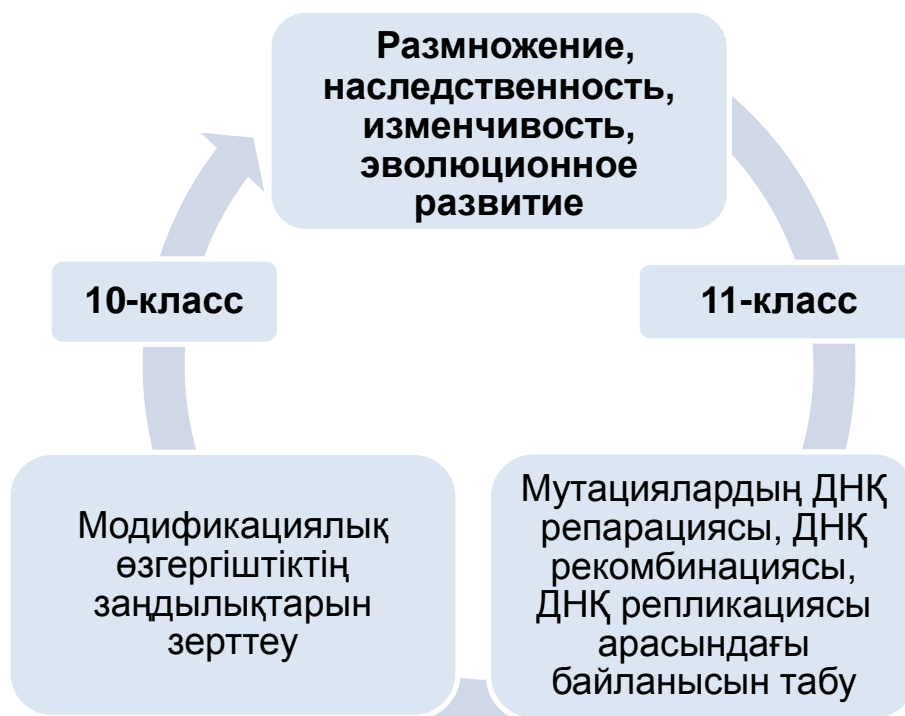 Размножение,
наследственность,
изменчивость,
эволюционное
развитие
10-класс
11-класс
Модификациялық
өзгергіштіктің
заңдылықтарын
зерттеу
Мутациялардың ДНҚ
репарациясы, ДНҚ
рекомбинациясы,
ДНҚ репликациясы
арасындағы
байланысын табу